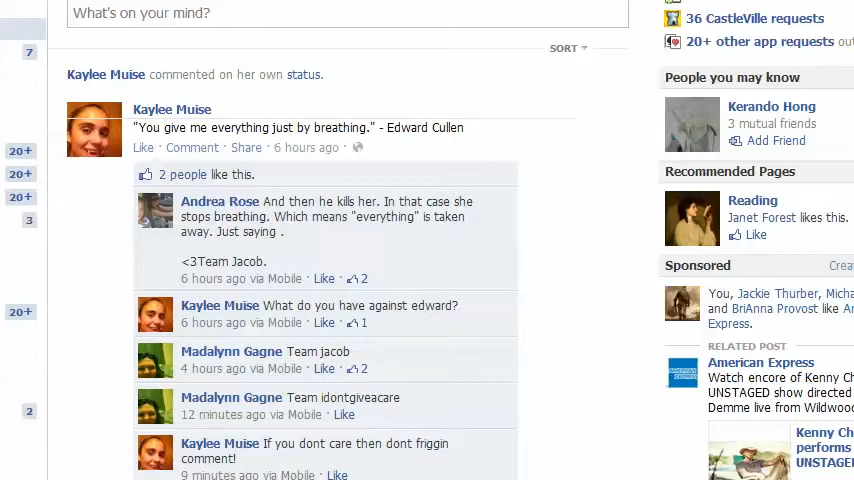 What's on your mind?
SORT
7
Kaylee Muise commented on her own status.
Kaylee Muise
"You give me everything just by breathing." - Edward Cullen
Like · Comment · Share · 6 hours ago ·
20+
20+
20+
3
20+
2
2 people like this.
Andrea Rose And then he kills her. In that case she
stops breathing. Which means "everything" is taken
away. Just saying .
<3Team Jacob.
6 hours ago via Mobile · Like · 2
Kaylee Muise What do you have against edward?
6 hours ago via Mobile · Like · 1
Madalynn Gagne Team jacob
4 hours ago via Mobile · Like · 2
Madalynn Gagne Team idontgiveacare
12 minutes ago via Mobile · Like
Kaylee Muise If you dont care then dont friggin
comment!
9 minutes ago via Mobile · Like
36 CastleVille requests
20+ other app requests
People you may know
Kerando Hong
3 mutual friends
Add Friend
Recommended Pages
Reading
Janet Forest likes this.
Like
Sponsored
You, Jackie Thurber,
and BriAnna Provost like
Express.
RELATED POST
American Express
Watch encore of Kenny
UNSTAGED show directed
Demme live from
Kenny
performs
UNSTAGED